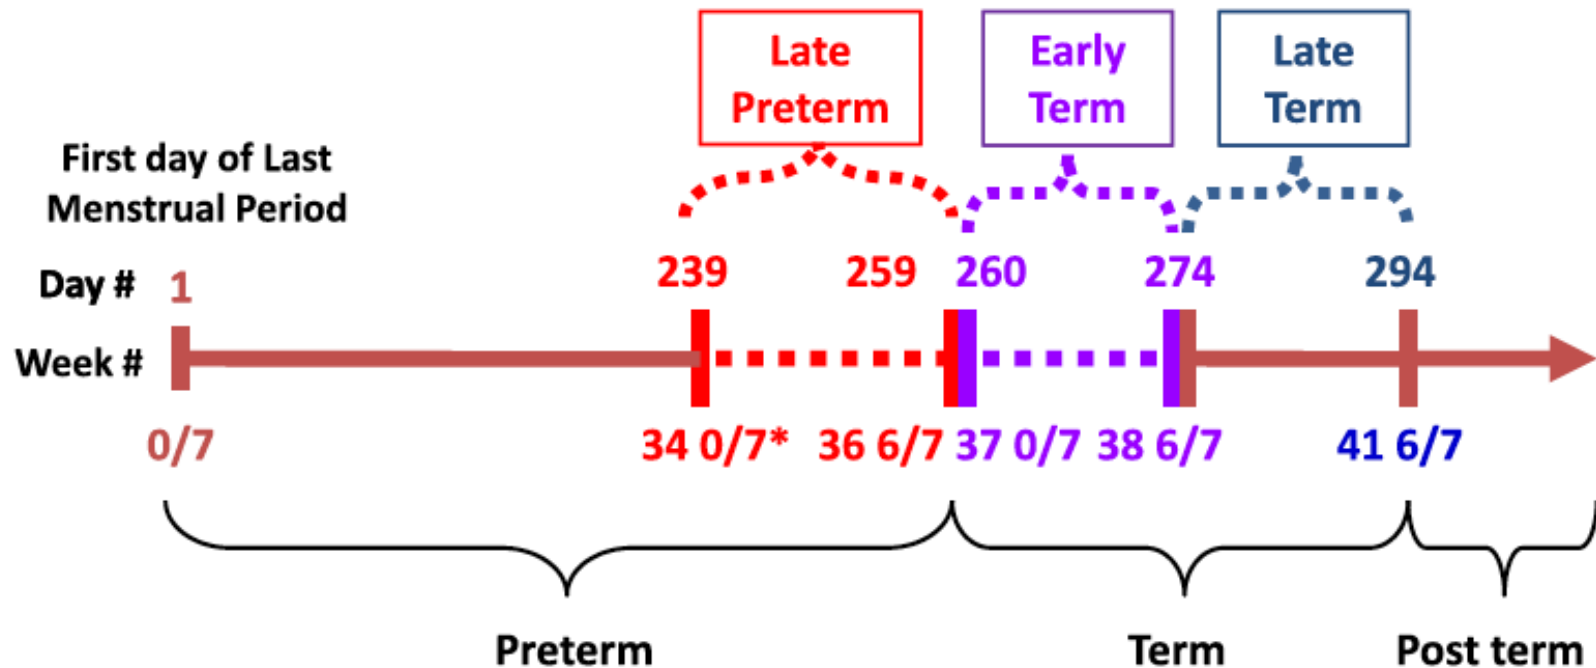 Late
Preterm
Early
Term
Late
Term
First day of Last
Menstrual Period
Day # 1 239 259 260 274 294
Week #
0/7 34 0/7* 36 6/7 37 0/7 38 6/7 41 6/7
Preterm Term Post term